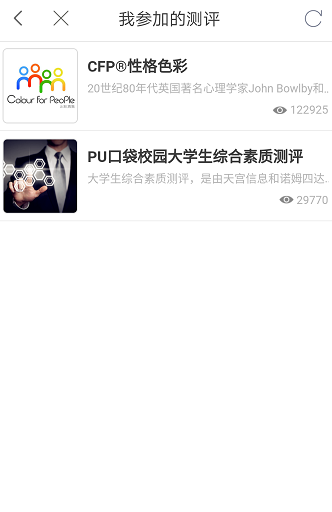 我参加的测评
CFP®性格色彩
20世纪80年代英国著名心理学家John Bowlby和..
Colour for PeoPle
122925
PU口袋校园大学生综合素质测评
大学生综合素质测评，是由天宫信息和诺姆四达..
29770